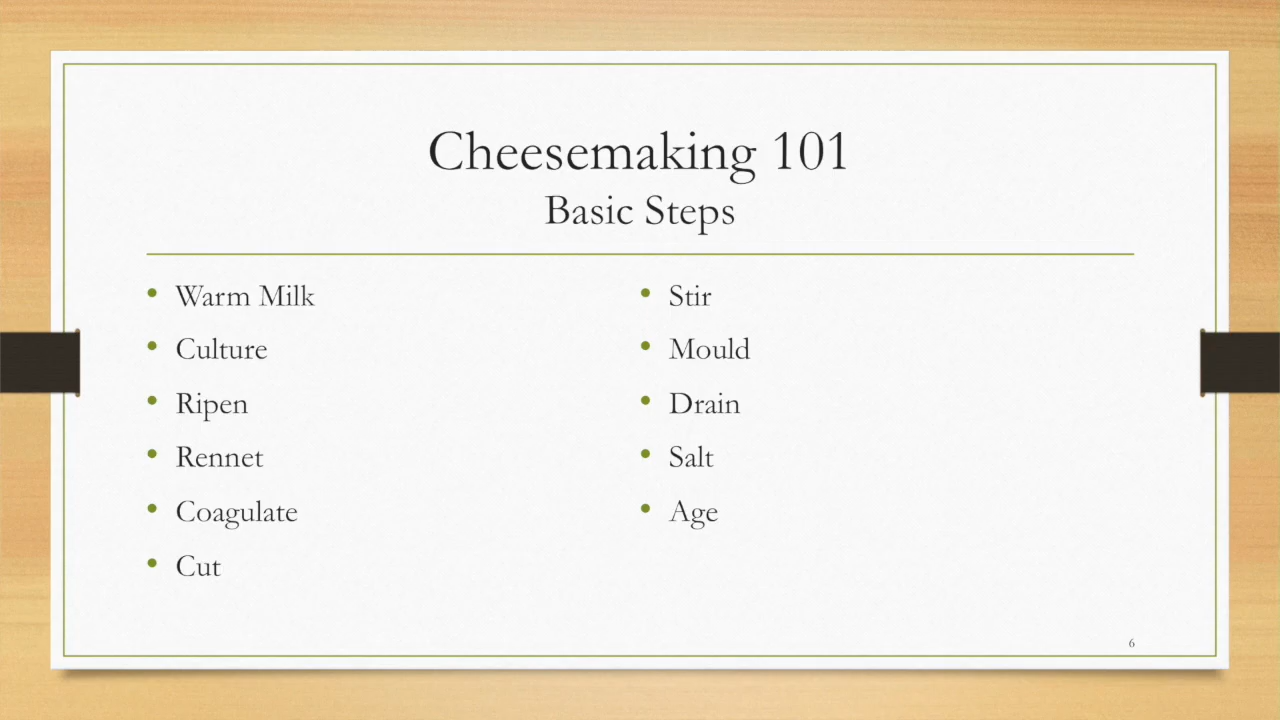 Cheesemaking 101
Basic Steps
• Warm Milk
• Culture
• Ripen
• Rennet
• Coagulate
• Cut
• Stir
• Mould
• Drain
• Salt
• Age
6